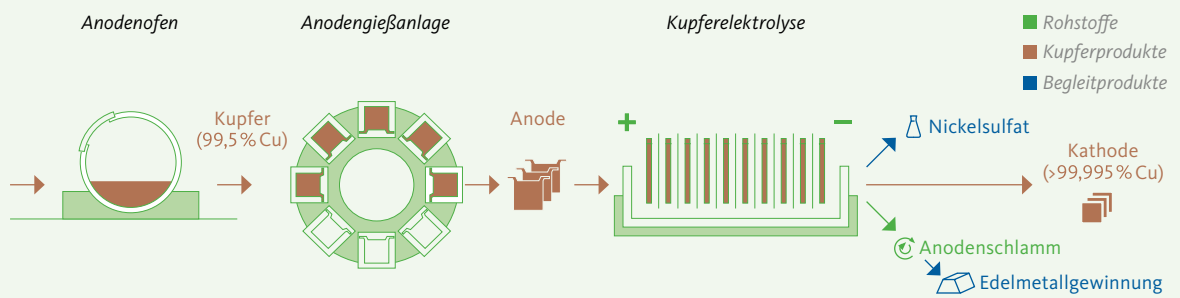 Anodenofen
Anodengießanlage
Kupferelektrolyse
Rohstoffe
Kupferprodukte
Begleitprodukte
Kupfer
(99,5 % Cu)
Anode
+
−
Nickelsulfat
Kathode
(>99,995 % Cu)
Anodenschlamm
Edelmetallgewinnung